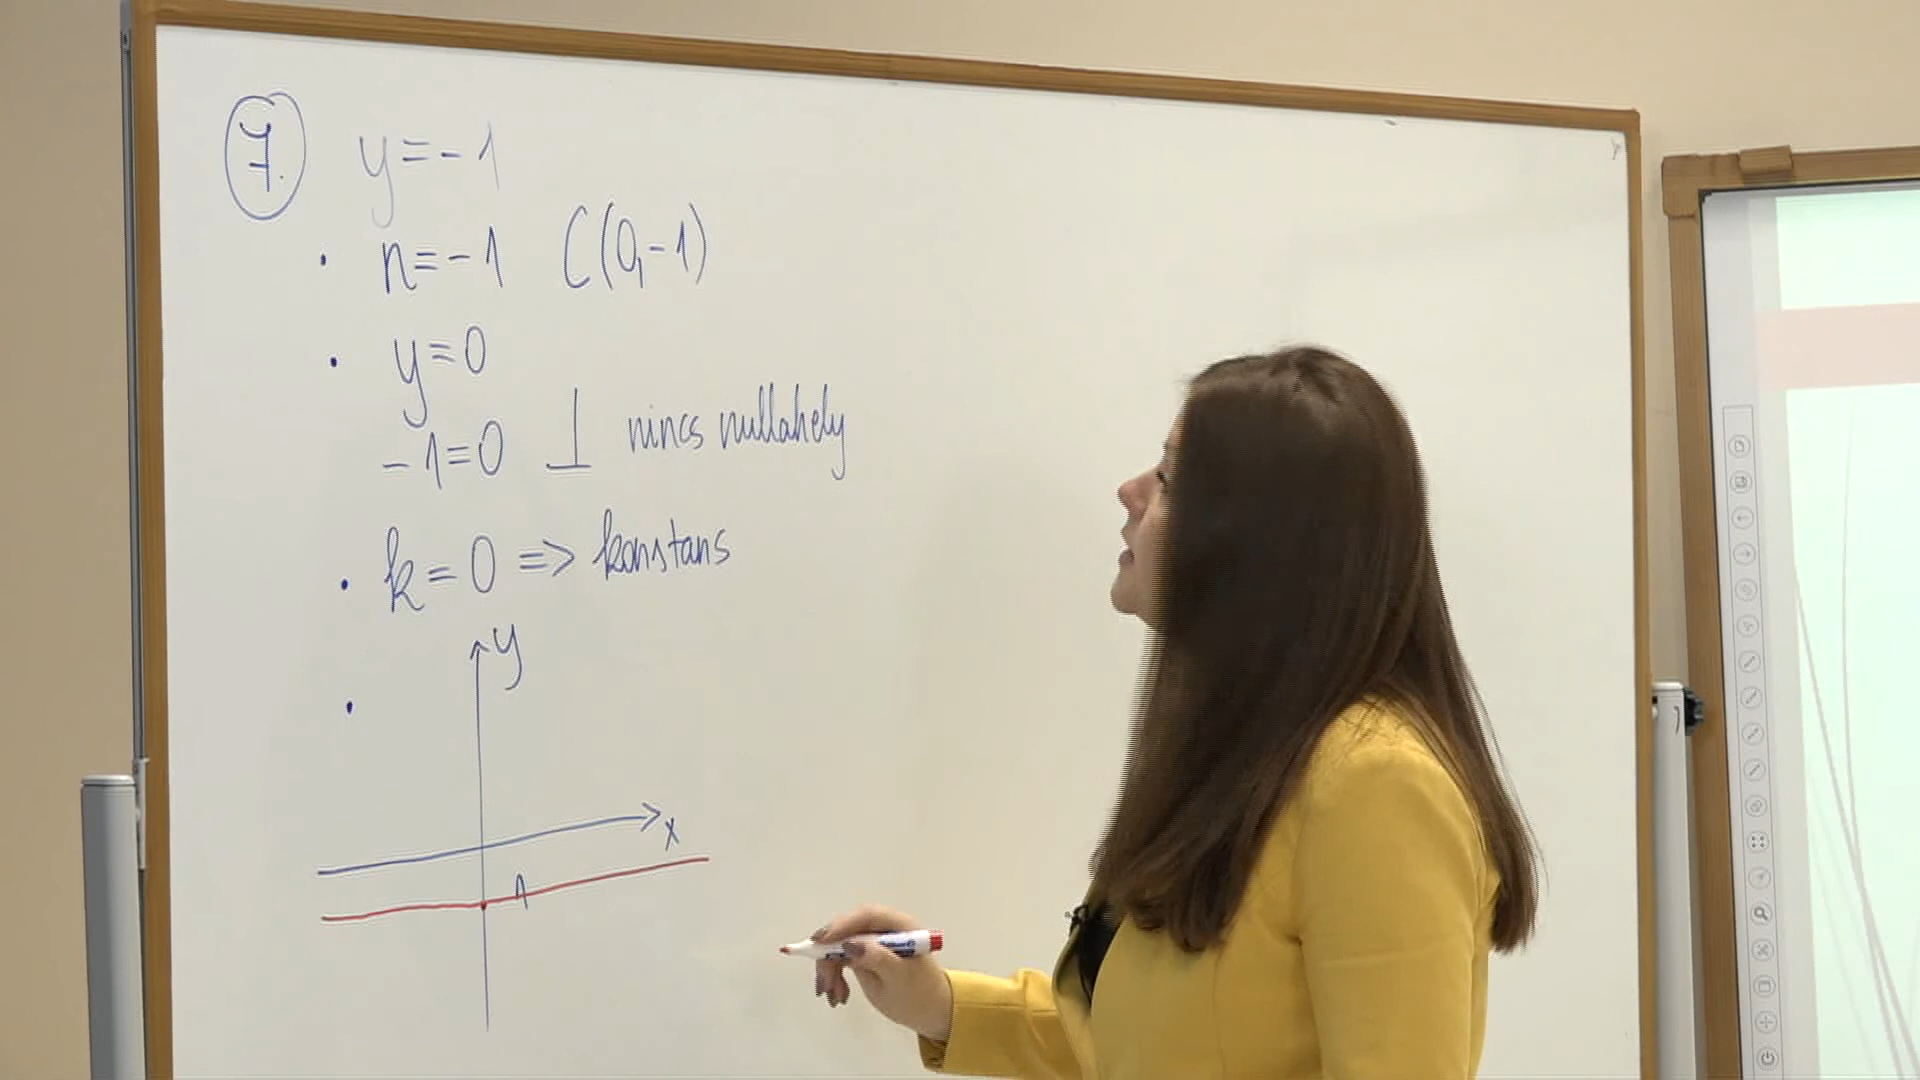 7. y=-1
• n=-1 C(0,-1)
• y=0
-1=0 ⊥ nincs nullahely
• k=0 => konstans
y
•
x
1